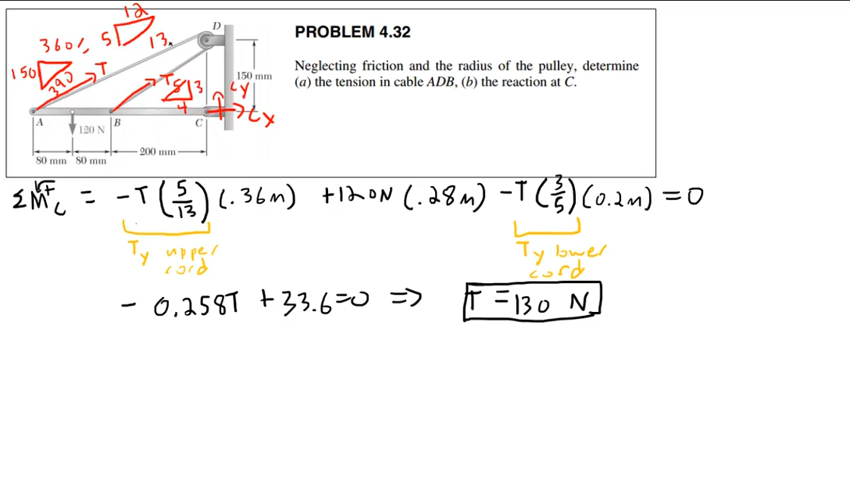 PROBLEM 4.32
Neglecting friction and the radius of the pulley, determine
(a) the tension in cable ADB, (b) the reaction at C.
12
5
13
D
360
150
390
T
T
5
3
4
150 mm
Cy
Cx
A
120 N
B
C
80 mm 80 mm
200 mm
ΣM⁺c = -T(5/13)(.36m) +120N(.28m) -T(3/5)(0.2m) = 0
Ty upper
cord
Ty lower
cord
- 0.258T + 33.6=0 => T = 130 N